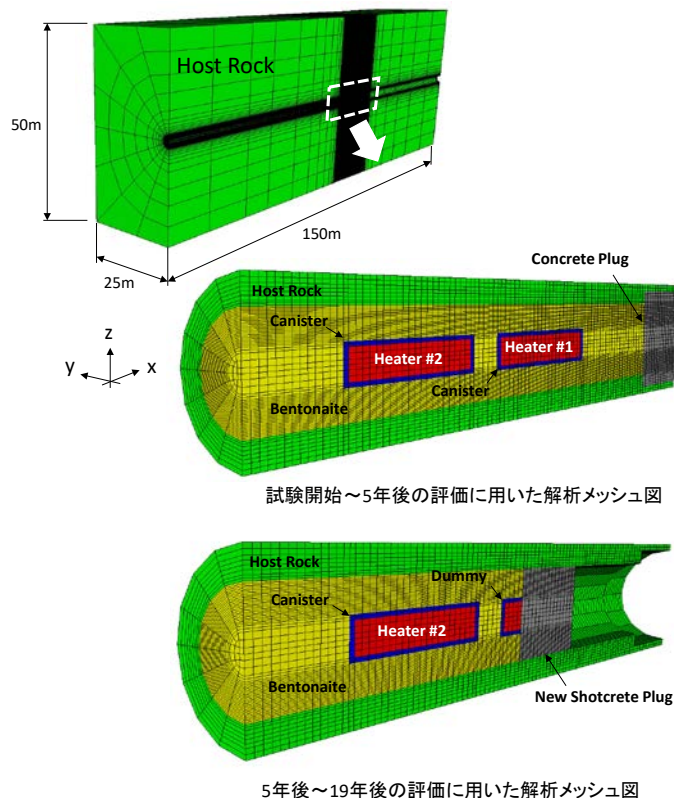 Host Rock
50m
150m
25m
Concrete Plug
Host Rock
Canister
z
y
x
Heater #2
Heater #1
Canister
Bentonaite
試験開始～5年後の評価に用いた解析メッシュ図
Host Rock
Dummy
Canister
Heater #2
Bentonaite
New Shotcrete Plug
5年後～19年後の評価に用いた解析メッシュ図